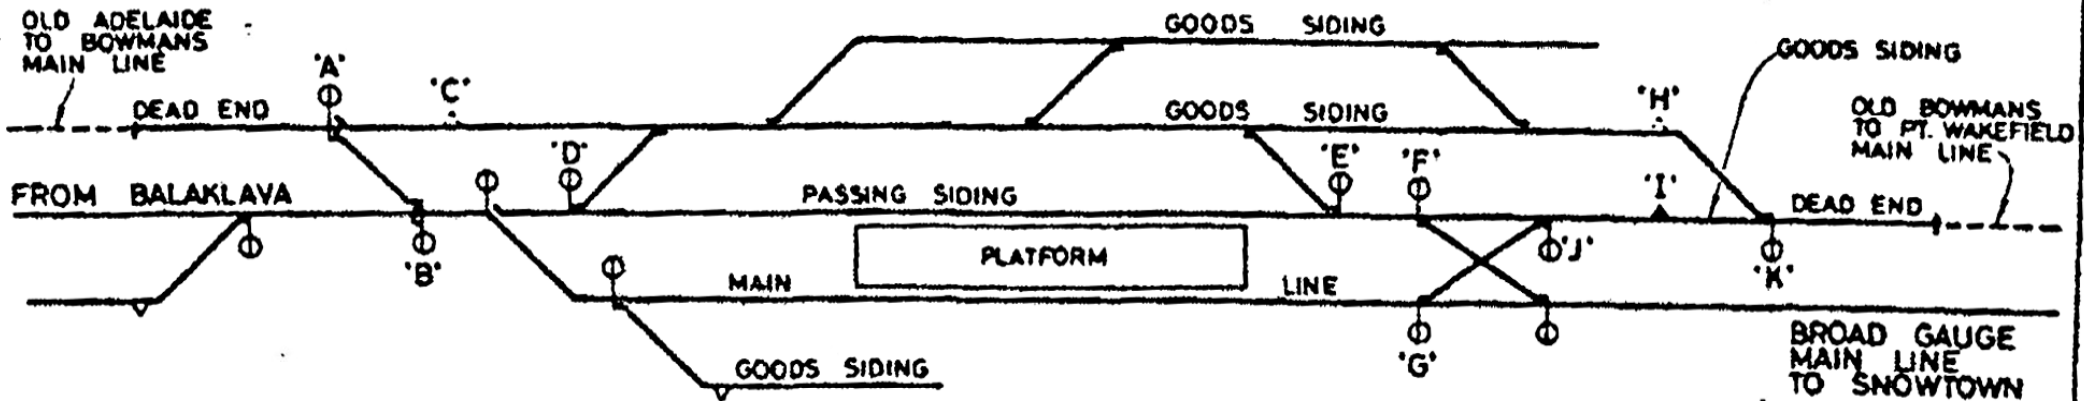 OLD ADELAIDE
TO BOWMANS
MAIN LINE
DEAD END
'A'
'C'
GOODS SIDING
GOODS SIDING
GOODS SIDING
'H'
OLD BOWMANS
TO PT. WAKEFIELD
MAIN LINE
'D'
'E'
'F'
'I'
FROM BALAKLAVA
PASSING SIDING
DEAD END
'B'
PLATFORM
'J'
'K'
MAIN LINE
'G'
GOODS SIDING
BROAD GAUGE
MAIN LINE
TO SNOWTOWN